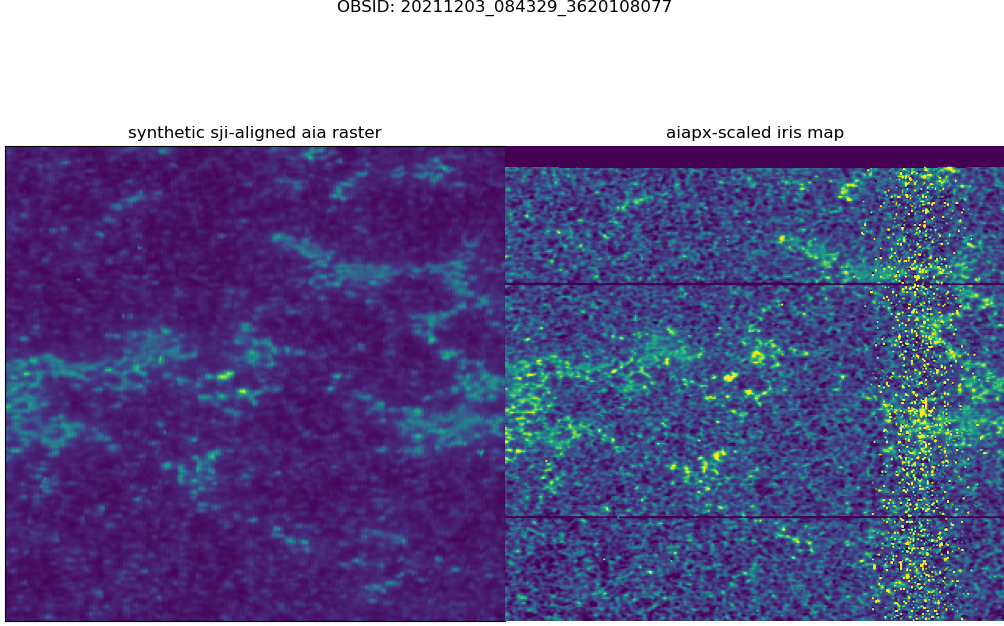 OBSID: 20211203_084329_3620108077
synthetic sji-aligned aia raster
aiapx-scaled iris map